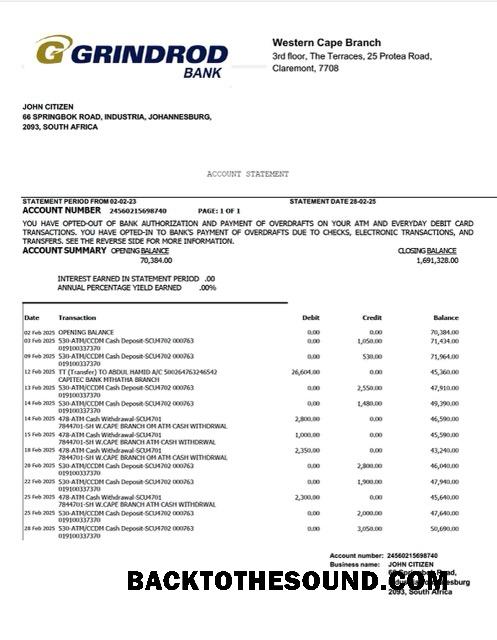 GRINDROD
BANK
Western Cape Branch
3rd floor, The Terraces, 25 Protea Road,
Claremont, 7708
JOHN CITIZEN
66 SPRINGBOK ROAD, INDUSTRIA, JOHANNESBURG,
2093, SOUTH AFRICA
ACCOUNT STATEMENT
STATEMENT PERIOD FROM 02-02-23 STATEMENT DATE 28-02-25
ACCOUNT NUMBER 24560215698740 PAGE: 1 OF 1
YOU HAVE OPTED-OUT OF BANK AUTHORIZATION AND PAYMENT OF OVERDRAFTS ON YOUR ATM AND EVERYDAY DEBIT CARD
TRANSACTIONS. YOU HAVE OPTED-IN TO BANK'S PAYMENT OF OVERDRAFTS DUE TO CHECKS, ELECTRONIC TRANSACTIONS, AND
TRANSFERS. SEE THE REVERSE SIDE FOR MORE INFORMATION.
ACCOUNT SUMMARY OPENING BALANCE CLOSING BALANCE
70,384.00 1,691,328.00
INTEREST EARNED IN STATEMENT PERIOD .00
ANNUAL PERCENTAGE YIELD EARNED .00%
Date Transaction Debit Credit Balance
02 Feb 2025 OPENING BALANCE 0.00 0.00 70,384.00
03 Feb 2025 530-ATM/CCDM Cash Deposit-SCU4702 000763 0.00 1,050.00 71,434.00
019100337370
09 Feb 2025 530-ATM/CCDM Cash Deposit-SCU4702 000763 0.00 530.00 71,964.00
019100337370
12 Feb 2025 TT (Transfer) TO ABDUL HAMID A/C 500264763246542 26,604.00 0.00 45,360.00
CAPITEC BANK MTHATHA BRANCH
13 Feb 2025 530-ATM/CCDM Cash Deposit-SCU4702 000763 0.00 2,550.00 47,910.00
019100337370
14 Feb 2025 530-ATM/CCDM Cash Deposit-SCU4702 000763 0.00 1,480.00 49,390.00
019100337370
14 Feb 2025 478-ATM Cash Withdrawal-SCU4701 2,800.00 0.00 46,590.00
7844701-SH W.CAPE BRANCH OM ATM CASH WITHDORWAL
15 Feb 2025 478-ATM Cash Withdrawal-SCU4701 1,000.00 0.00 45,590.00
7844701-SH W.CAPE BRANCH ATM CASH WITHDRWAL
18 Feb 2025 478-ATM Cash Withdrawal-SCU4701 2,350.00 0.00 43,240.00
7844701-SH W.CAPE BRANCH OM ATM CASH WITHDORWAL
20 Feb 2025 530-ATM/CCDM Cash Deposit-SCU4702 000763 0.00 2,800.00 46,040.00
019100337370
22 Feb 2025 530-ATM/CCDM Cash Deposit-SCU4702 000763 0.00 1,900.00 47,940.00
019100337370
25 Feb 2025 478-ATM Cash Withdrawal-SCU4701 2,300.00 0.00 45,640.00
7844701-SH W.CAPE BRANCH ATM CASH WITHDRWAL
25 Feb 2025 530-ATM/CCDM Cash Deposit-SCU4702 000763 0.00 2,000.00 47,640.00
019100337370
28 Feb 2025 530-ATM/CCDM Cash Deposit-SCU4702 000763 0.00 3,050.00 50,690.00
019100337370
Account number: 24560215698740
Business name: JOHN CITIZEN
Road,
BACKTOTHESOUND.COM
2093, South Africa